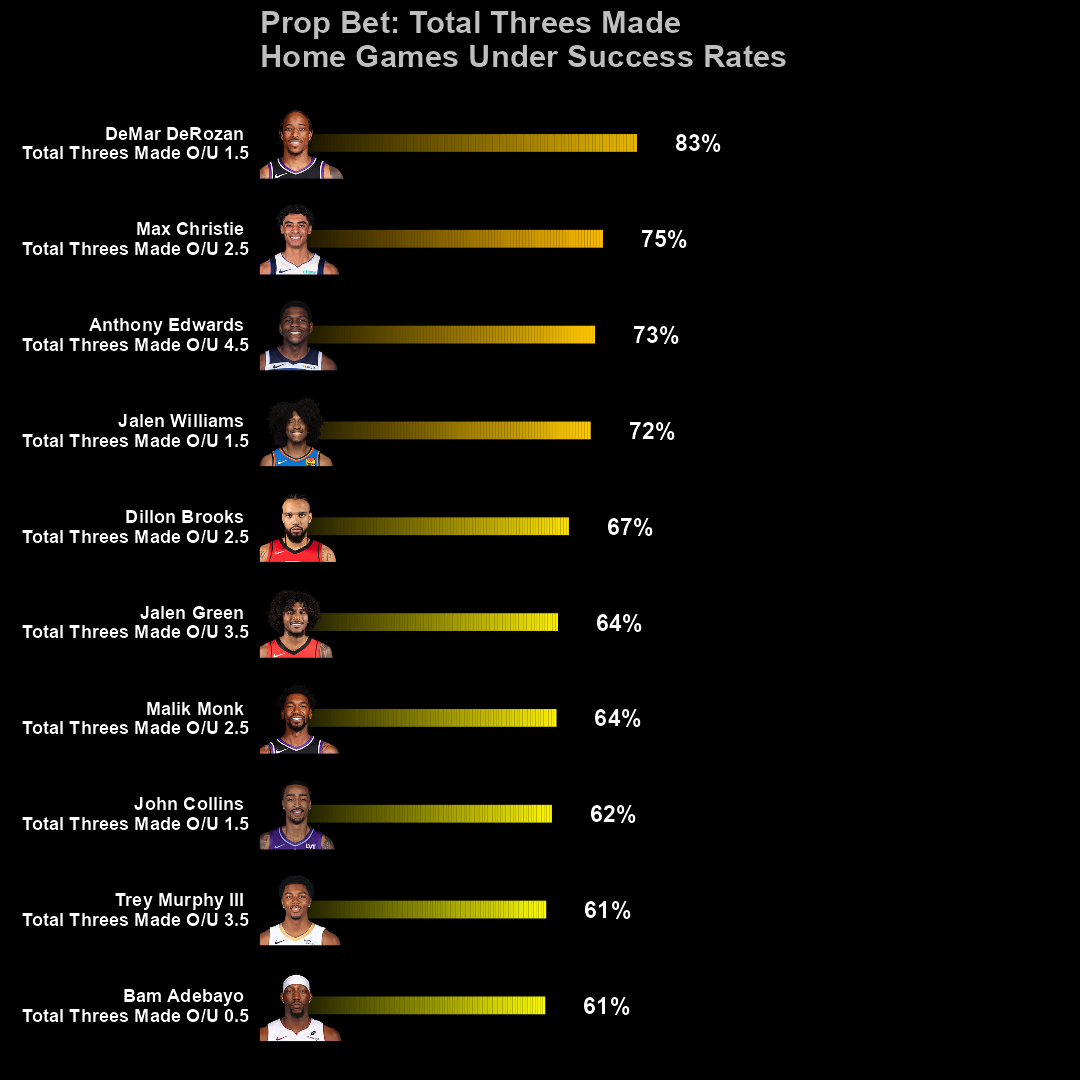 Prop Bet: Total Threes Made
Home Games Under Success Rates
DeMar DeRozan
Total Threes Made O/U 1.5
83%
Max Christie
Total Threes Made O/U 2.5
75%
Anthony Edwards
Total Threes Made O/U 4.5
73%
Jalen Williams
Total Threes Made O/U 1.5
72%
Dillon Brooks
Total Threes Made O/U 2.5
67%
Jalen Green
Total Threes Made O/U 3.5
64%
Malik Monk
Total Threes Made O/U 2.5
64%
John Collins
Total Threes Made O/U 1.5
62%
Trey Murphy III
Total Threes Made O/U 3.5
61%
Bam Adebayo
Total Threes Made O/U 0.5
61%